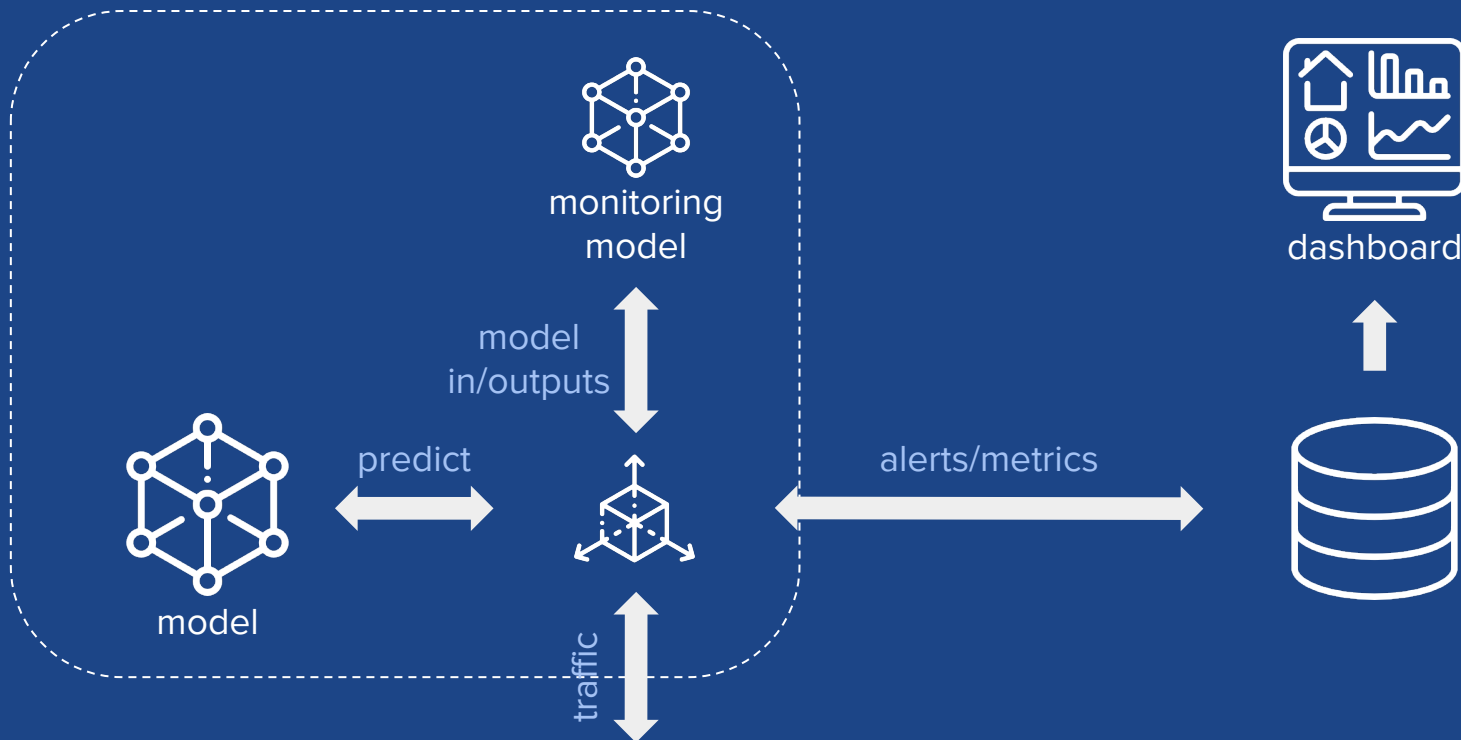 monitoring
model
dashboard
model
in/outputs
predict
alerts/metrics
model
traffic